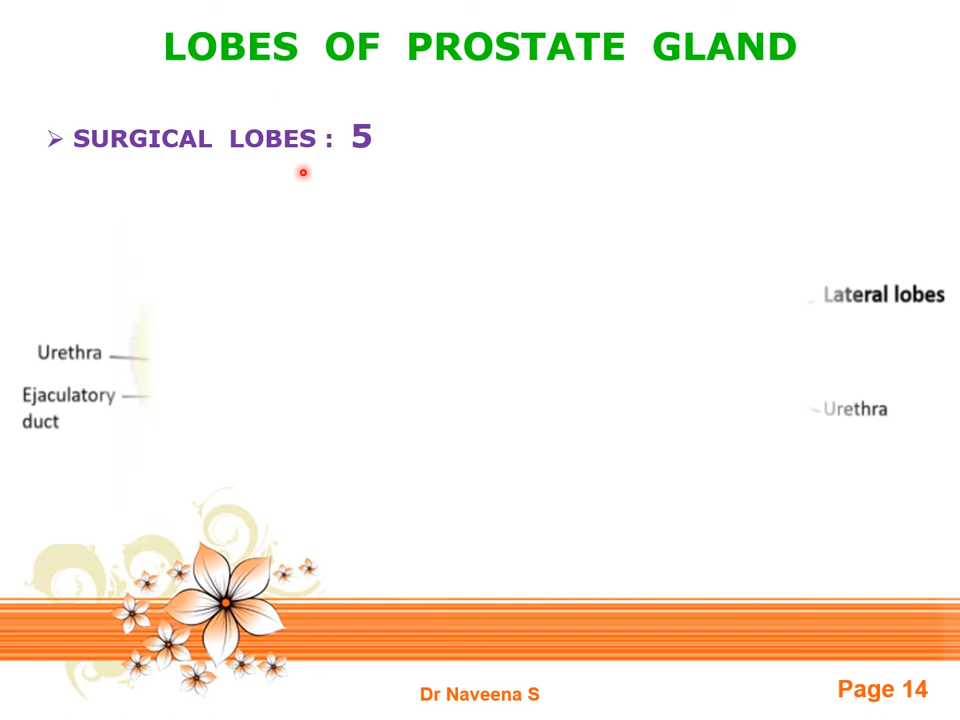 LOBES OF PROSTATE GLAND
SURGICAL LOBES : 5
Lateral lobes
Urethra
Ejaculatory
duct
Urethra
Dr Naveena S
Page 14